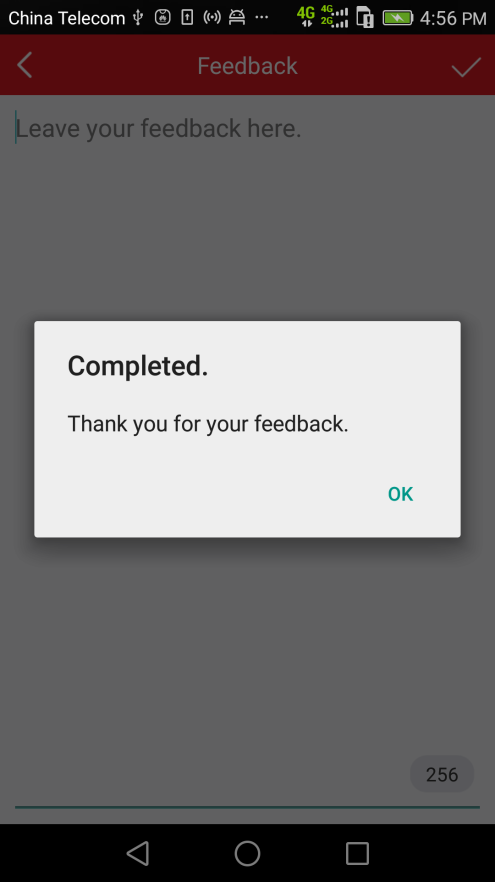 China Telecom 4G 4G 2G 4:56 PM
Feedback
Leave your feedback here.
Completed.
Thank you for your feedback.
OK
256